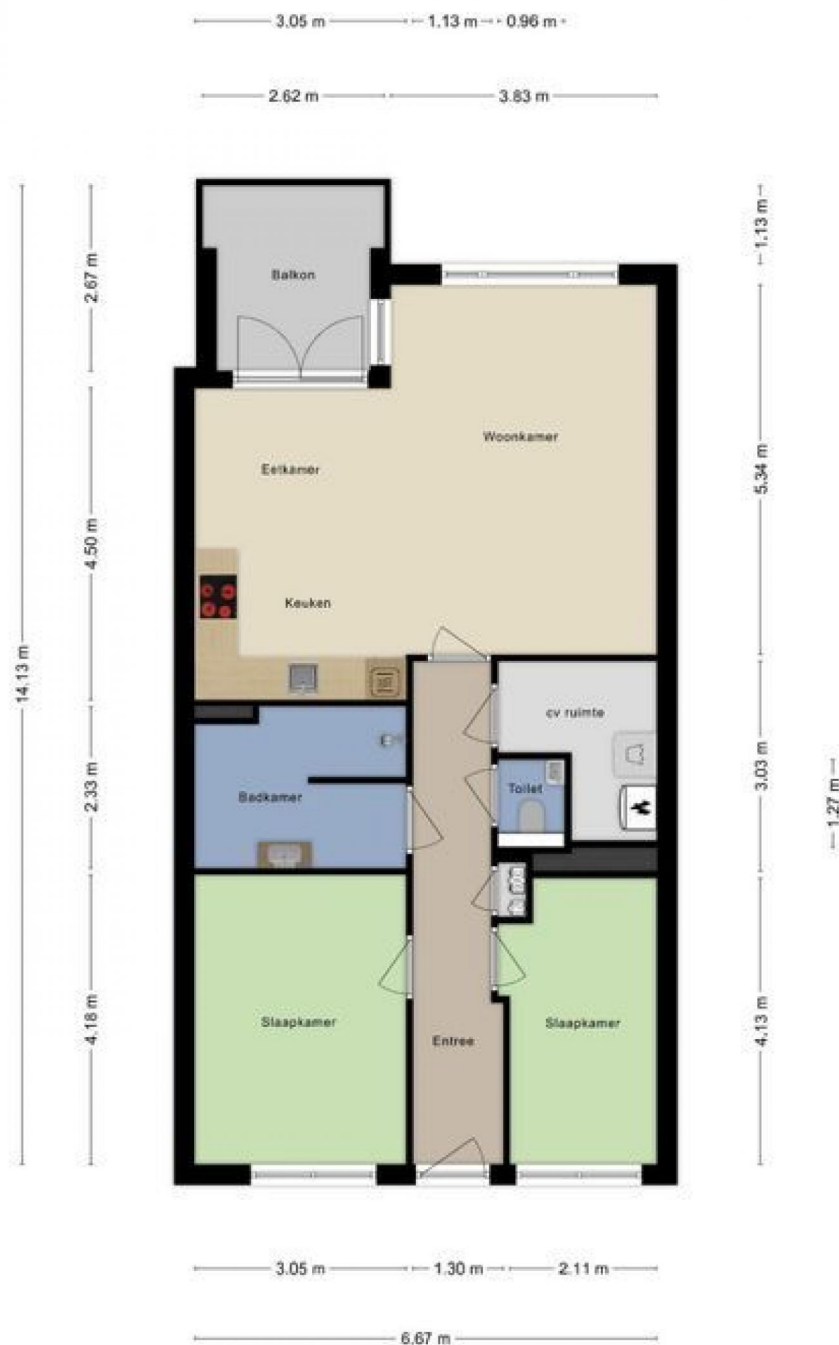 3.05 m
1.13 m
0.96 m
2.62 m
3.83 m
1.13 m
2.67 m
Balkon
Woonkamer
5.34 m
Eetkamer
4.50 m
Keuken
14.13 m
cv ruimte
3.03 m
1.27 m
Toilet
Badkamer
2.33 m
Slaapkamer
Slaapkamer
4.18 m
4.13 m
Entree
3.05 m
1.30 m
2.11 m
6.67 m